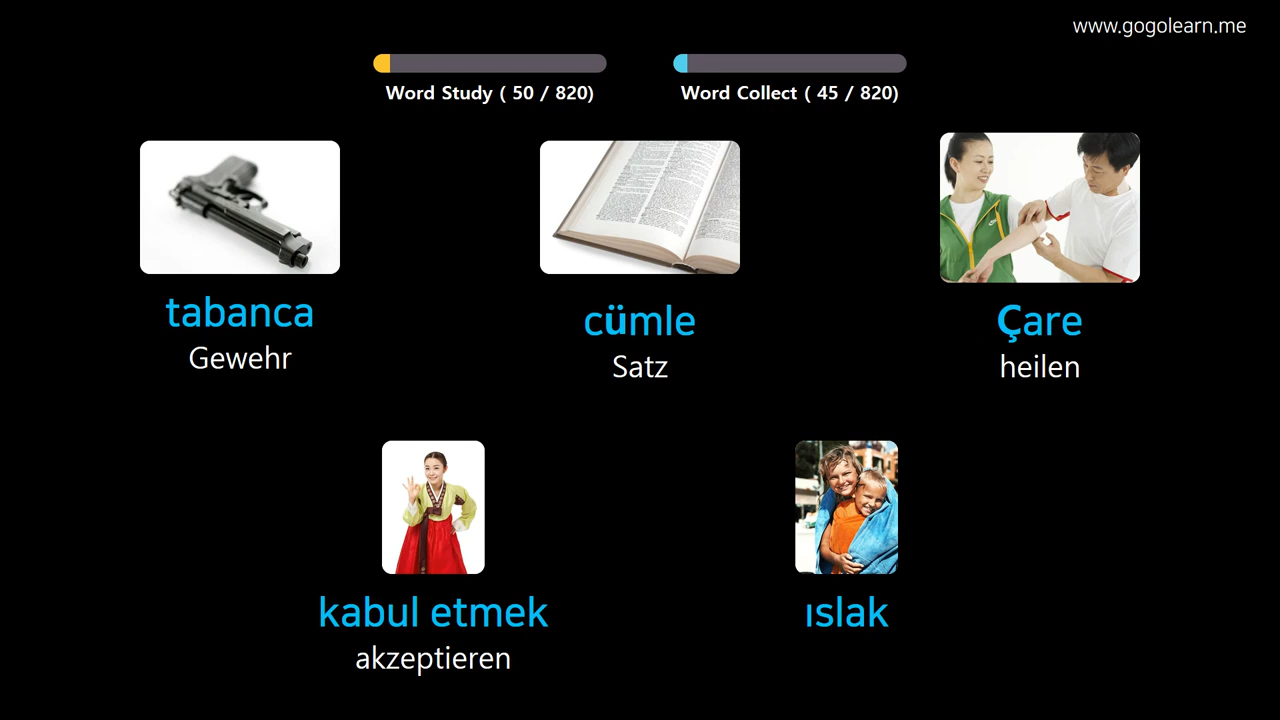 www.gogolearn.me
Word Study ( 50 / 820)
Word Collect ( 45 / 820)
tabanca
Gewehr
cümle
Satz
Çare
heilen
kabul etmek
akzeptieren
ıslak